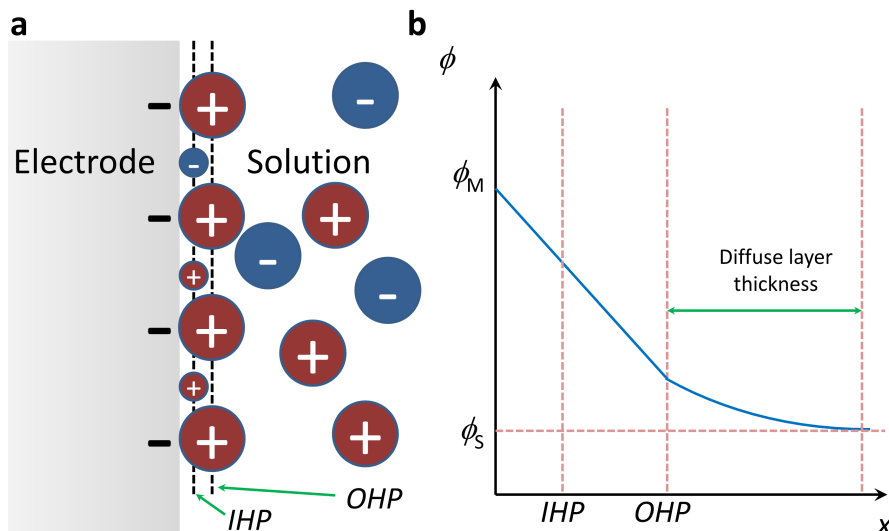 a
Electrode
Solution
-
-
-
-
+
-
-
+
+
+
-
-
+
+
+
+
+
+
IHP
OHP
b
ϕ
ϕM
ϕS
Diffuse layer
thickness
IHP
OHP
x